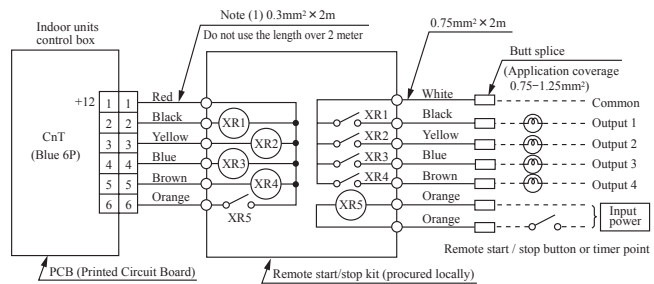 Note (1) 0.3mm² × 2m
Do not use the length over 2 meter
0.75mm² × 2m
Indoor units
control box
Butt splice
(Application coverage
0.75−1.25mm²)
+12
CnT
(Blue 6P)
1 1 Red
2 2 Black
3 3 Yellow
4 4 Blue
5 5 Brown
6 6 Orange
XR1
XR2
XR3
XR4
XR5
XR1
XR2
XR3
XR4
XR5
White Common
Black Output 1
Yellow Output 2
Blue Output 3
Brown Output 4
Orange
Orange
Input
power
Remote start / stop button or timer point
PCB (Printed Circuit Board)
Remote start/stop kit (procured locally)